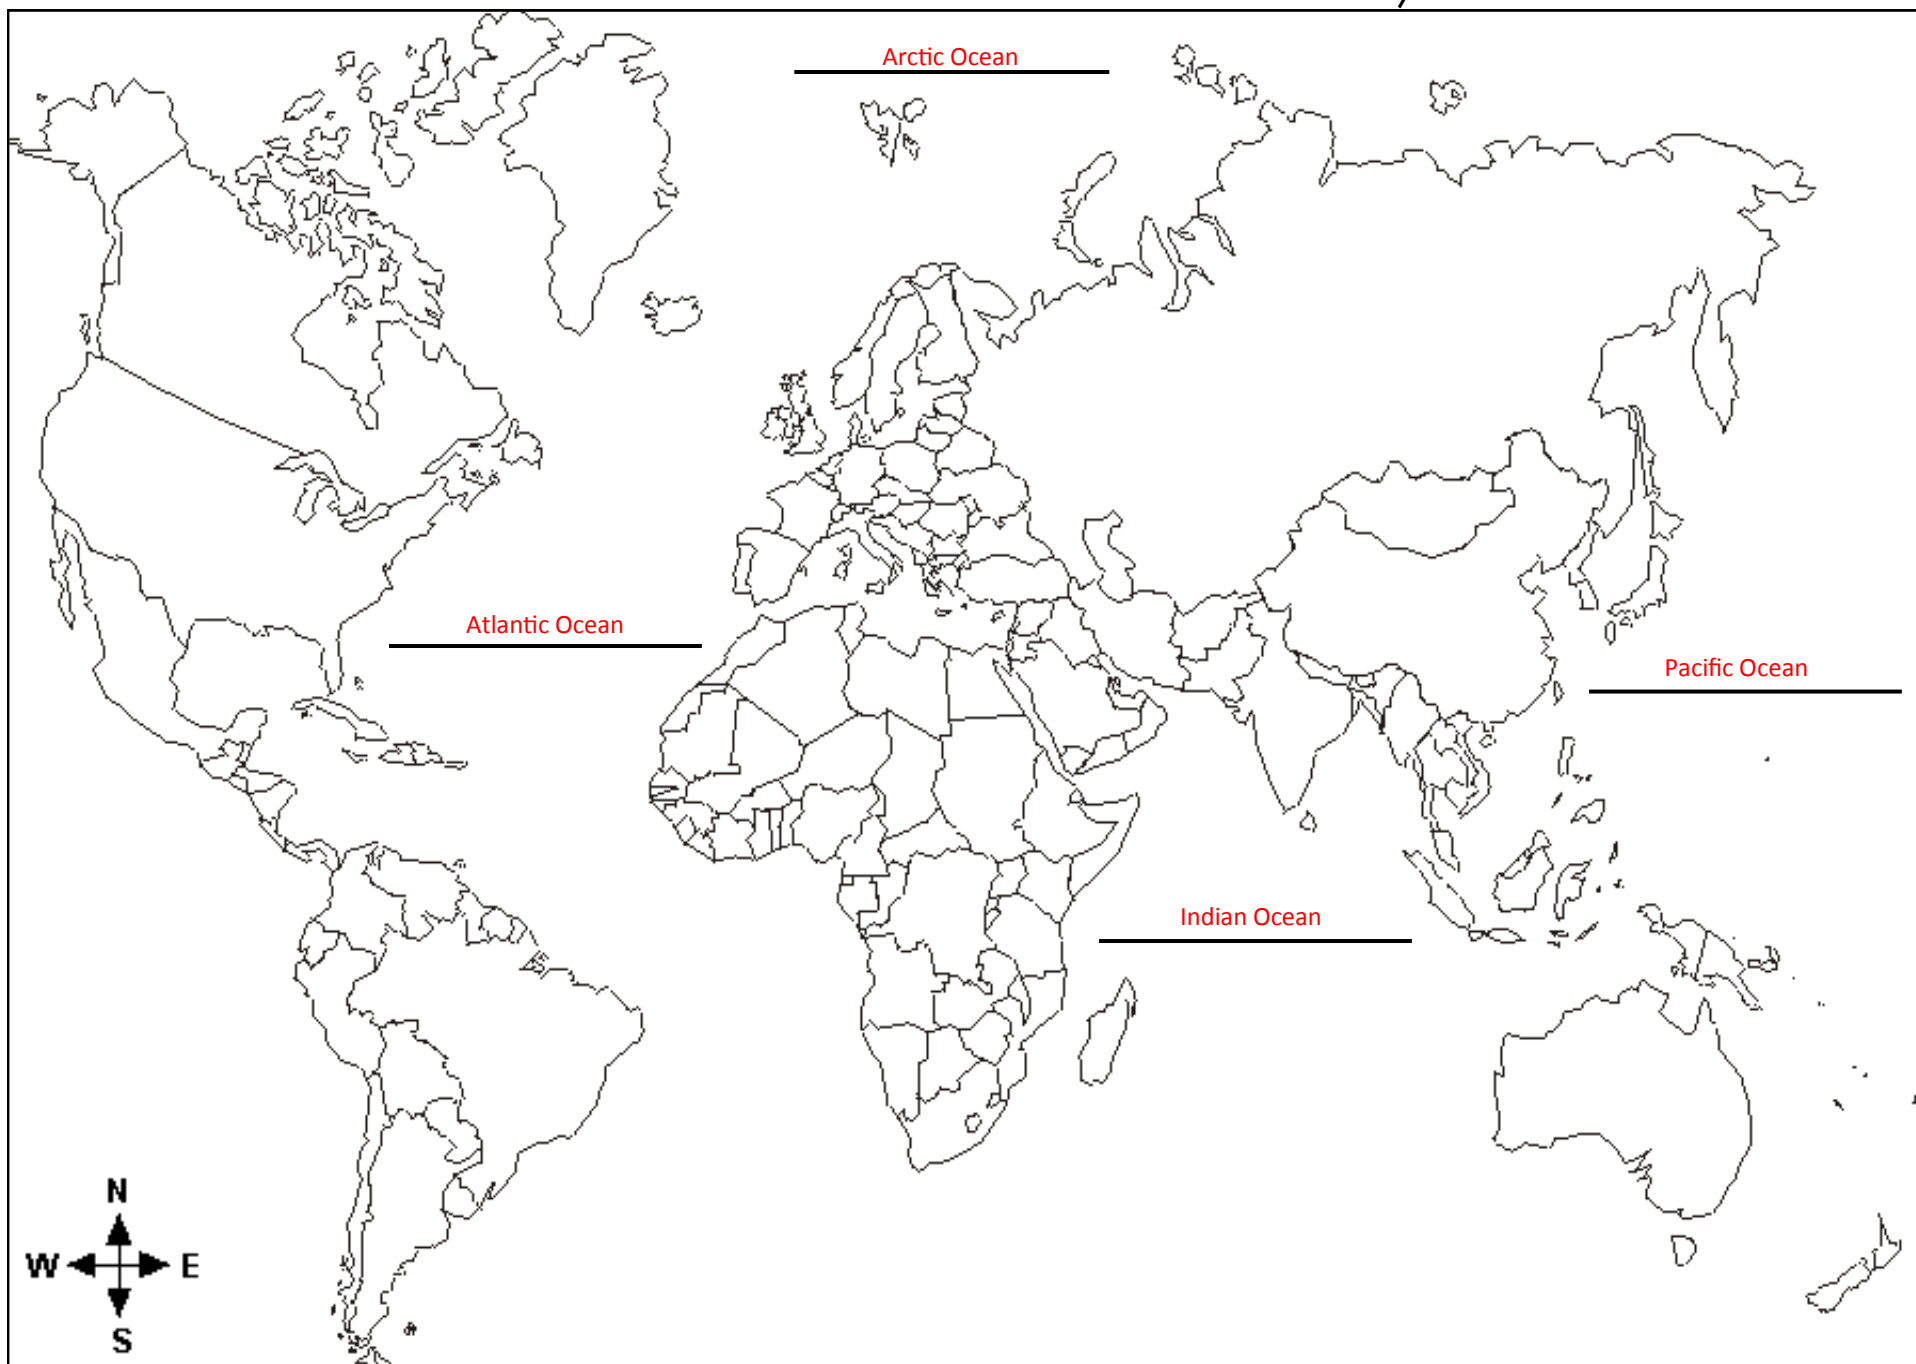 Arctic Ocean
Atlantic Ocean
Pacific Ocean
Indian Ocean
N
W E
S